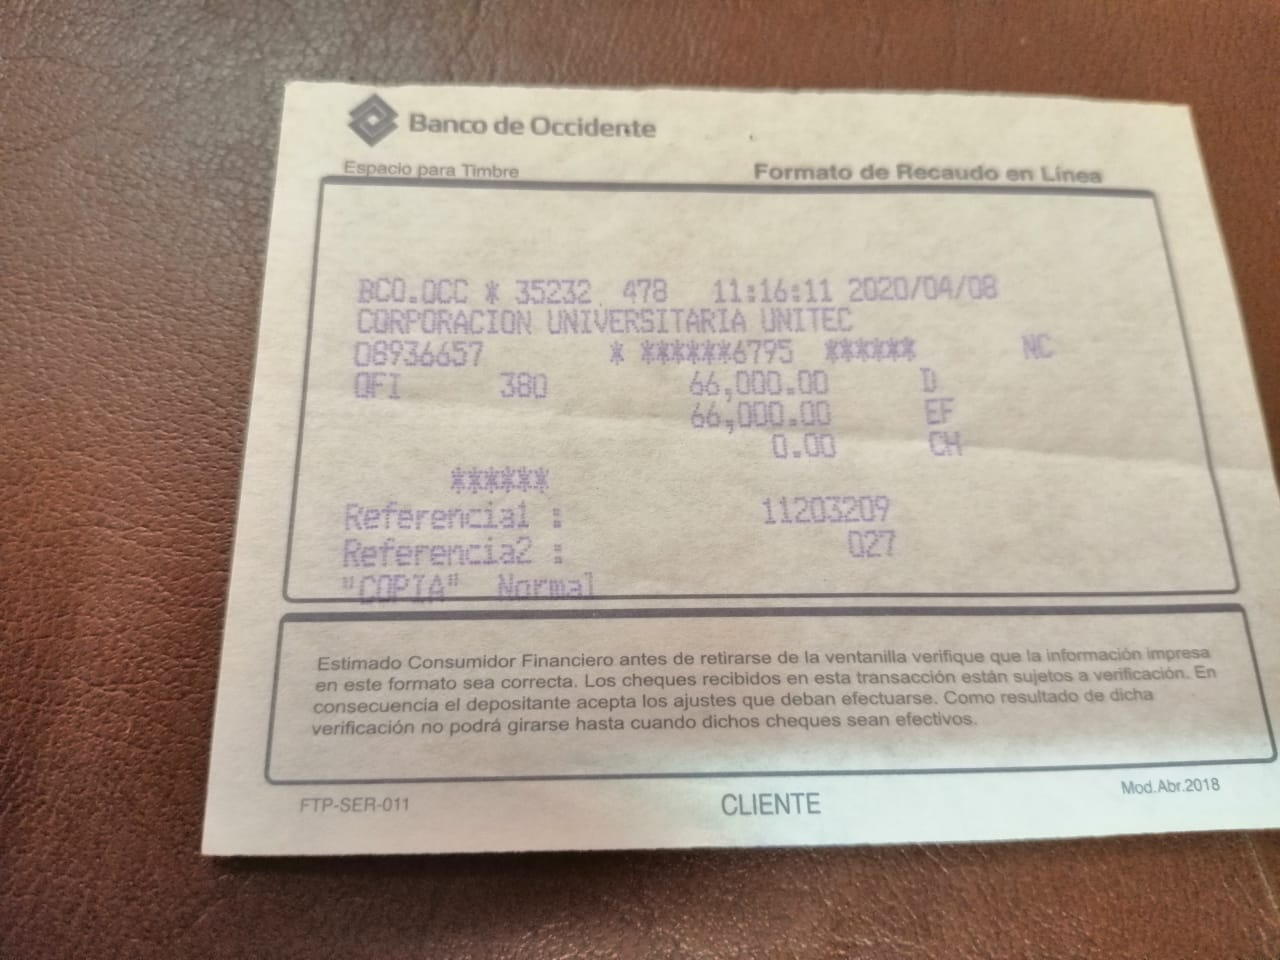 Banco de Occidente
Espacio para Timbre
Formato de Recaudo en Línea
BCO.OCC * 35232 478 11:16:11 2020/04/08
CORPORACION UNIVERSITARIA UNITEC
08936657 * ******6795 ****** NC
OFI 380 66,000.00 D
66,000.00 EF
0.00 CH
******
Referencia1 : 11203209
Referencia2 : 027
"COPIA" Normal
Estimado Consumidor Financiero antes de retirarse de la ventanilla verifique que la información impresa
en este formato sea correcta. Los cheques recibidos en esta transacción están sujetos a verificación. En
consecuencia el depositante acepta los ajustes que deban efectuarse. Como resultado de dicha
verificación no podrá girarse hasta cuando dichos cheques sean efectivos.
FTP-SER-011
CLIENTE
Mod.Abr.2018